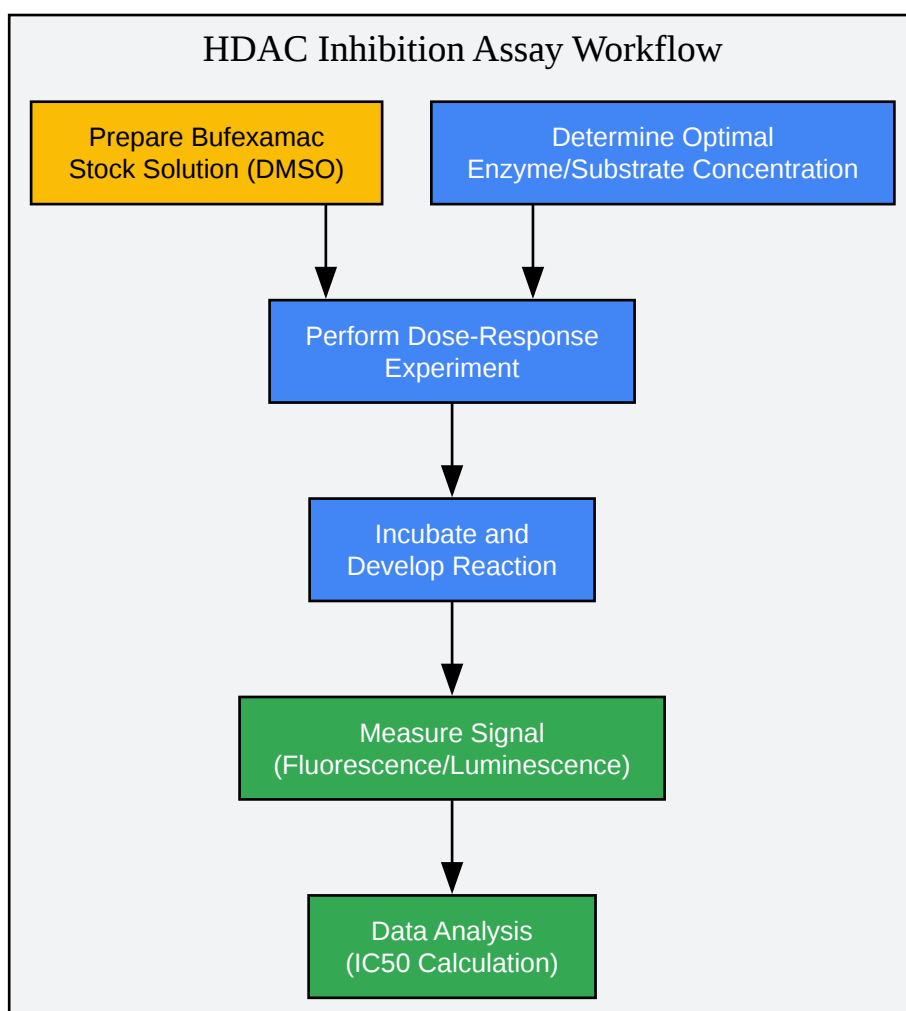 HDAC Inhibition Assay Workflow
Prepare Bufexamac
Stock Solution (DMSO)
Determine Optimal
Enzyme/Substrate Concentration
Perform Dose-Response
Experiment
Incubate and
Develop Reaction
Measure Signal
(Fluorescence/Luminescence)
Data Analysis
(IC50 Calculation)